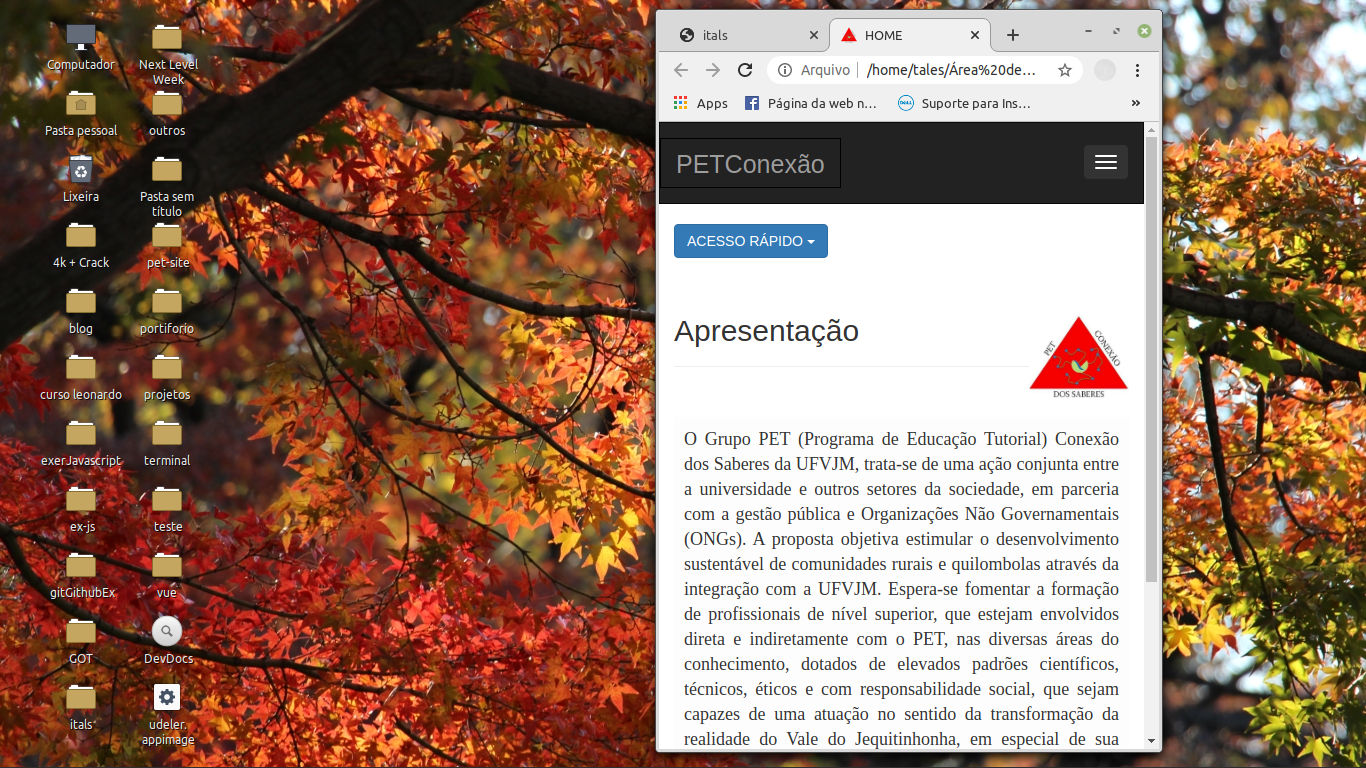 Computador
Next Level
Week
Pasta pessoal
outros
Lixeira
Pasta sem
título
4k + Crack
pet-site
blog
portiforio
curso leonardo
projetos
exerJavascript
terminal
ex-js
teste
gitGithubEx
vue
GOT
DevDocs
itals
udeler.
appimage
itals
HOME
Arquivo
/home/tales/Área%20de…
Apps
Página da web n…
DELL
Suporte para Ins…
»
PETConexão
ACESSO RÁPIDO
Apresentação
PET
CONEXÃO
DOS SABERES
O Grupo PET (Programa de Educação Tutorial) Conexão
dos Saberes da UFVJM, trata-se de uma ação conjunta entre
a universidade e outros setores da sociedade, em parceria
com a gestão pública e Organizações Não Governamentais
(ONGs). A proposta objetiva estimular o desenvolvimento
sustentável de comunidades rurais e quilombolas através da
integração com a UFVJM. Espera-se fomentar a formação
de profissionais de nível superior, que estejam envolvidos
direta e indiretamente com o PET, nas diversas áreas do
conhecimento, dotados de elevados padrões científicos,
técnicos, éticos e com responsabilidade social, que sejam
capazes de uma atuação no sentido da transformação da
realidade do Vale do Jequitinhonha, em especial de sua